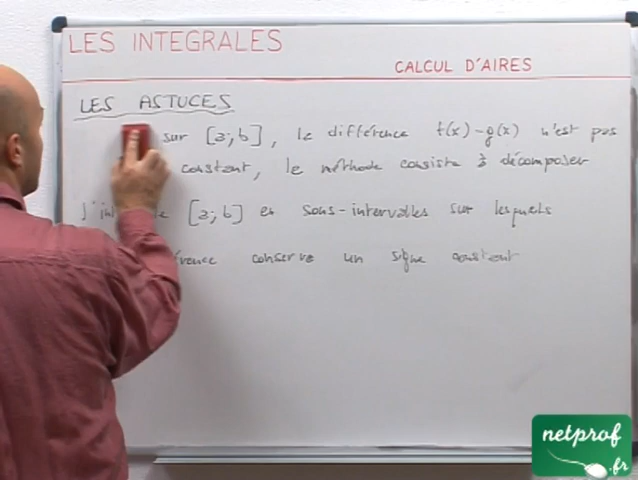 LES INTEGRALES
CALCUL D'AIRES
LES ASTUCES
sur [a;b], la différence f(x)-g(x) n'est pas
constant, la méthode consiste à décomposer
[a;b] en sous-intervalles sur lesquels
conserve un signe constant
netprof
.fr